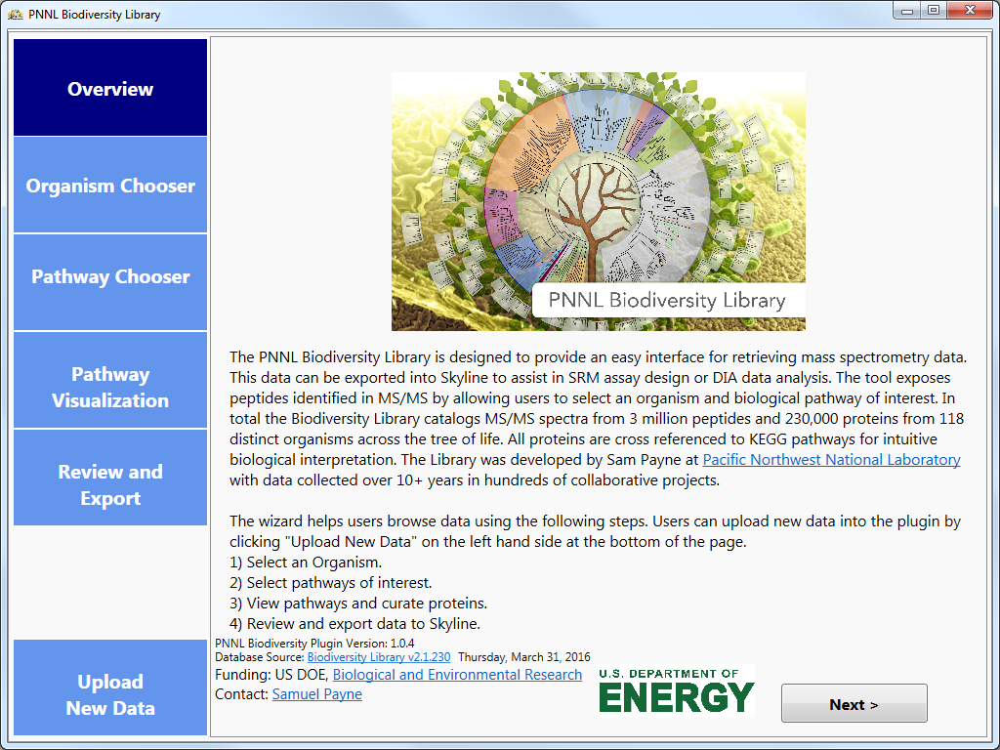 PNNL Biodiversity Library
Overview
Organism Chooser
Pathway Chooser
Pathway
Visualization
Review and
Export
Upload
New Data
PNNL Biodiversity Library
The PNNL Biodiversity Library is designed to provide an easy interface for retrieving mass spectrometry data.
This data can be exported into Skyline to assist in SRM assay design or DIA data analysis. The tool exposes
peptides identified in MS/MS by allowing users to select an organism and biological pathway of interest. In
total the Biodiversity Library catalogs MS/MS spectra from 3 million peptides and 230,000 proteins from 118
distinct organisms across the tree of life. All proteins are cross referenced to KEGG pathways for intuitive
biological interpretation. The Library was developed by Sam Payne at Pacific Northwest National Laboratory
with data collected over 10+ years in hundreds of collaborative projects.
The wizard helps users browse data using the following steps. Users can upload new data into the plugin by
clicking "Upload New Data" on the left hand side at the bottom of the page.
1) Select an Organism.
2) Select pathways of interest.
3) View pathways and curate proteins.
4) Review and export data to Skyline.
PNNL Biodiversity Plugin Version: 1.0.4
Database Source: Biodiversity Library v2.1.230 Thursday, March 31, 2016
Funding: US DOE, Biological and Environmental Research
Contact: Samuel Payne
U.S. DEPARTMENT OF
ENERGY
Next >